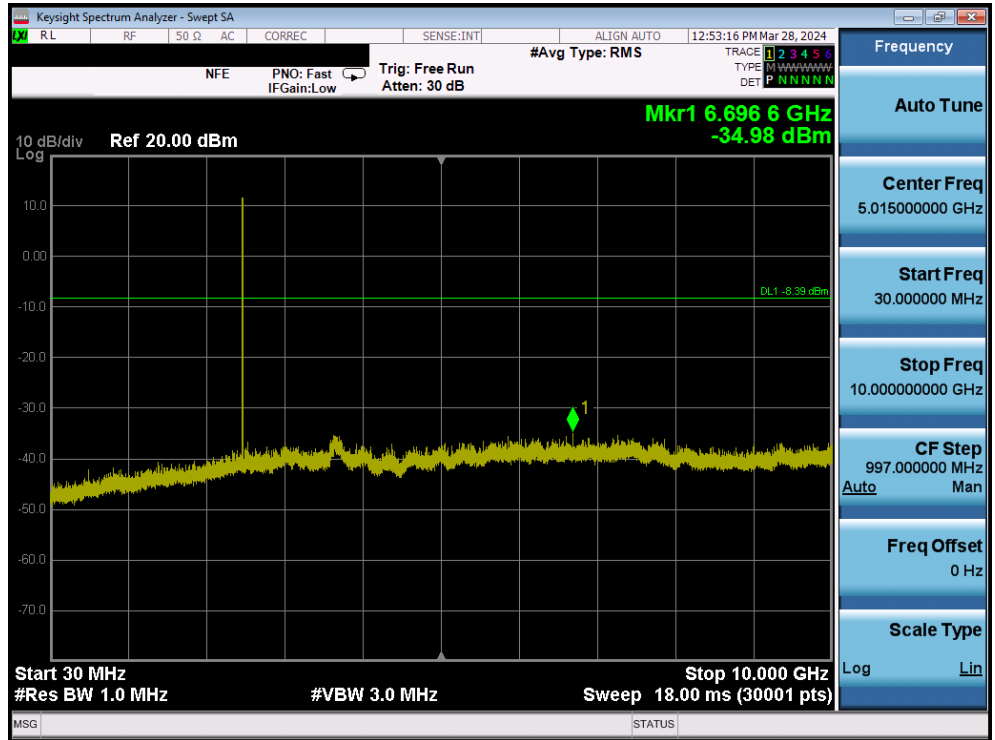 Keysight Spectrum Analyzer - Swept SA
LXI RL RF 50 Ω AC CORREC SENSE:INT ALIGN AUTO 12:53:16 PM Mar 28, 2024
#Avg Type: RMS TRACE 1 2 3 4 5 6
NFE PNO: Fast Trig: Free Run TYPE M WWWWW
IFGain:Low Atten: 30 dB DET P N N N N N
Mkr1 6.696 6 GHz
-34.98 dBm
10 dB/div Ref 20.00 dBm
Log
10.0
0.00
DL1 -8.39 dBm
-10.0
-20.0
-30.0
1
-40.0
-50.0
-60.0
-70.0
Start 30 MHz Stop 10.000 GHz
#Res BW 1.0 MHz #VBW 3.0 MHz Sweep 18.00 ms (30001 pts)
MSG STATUS
Frequency
Auto Tune
Center Freq
5.015000000 GHz
Start Freq
30.000000 MHz
Stop Freq
10.000000000 GHz
CF Step
997.000000 MHz
Auto Man
Freq Offset
0 Hz
Scale Type
Log Lin